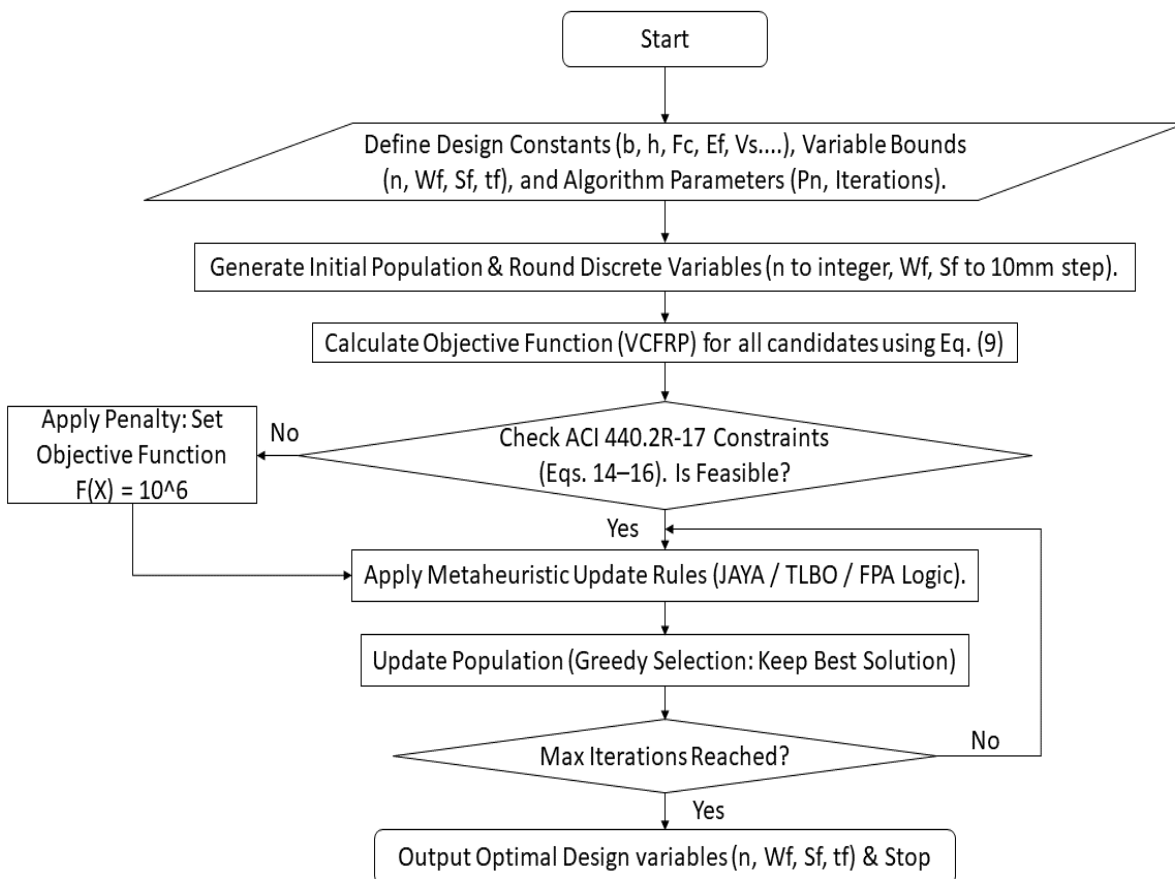 Start
Define Design Constants (b, h, Fc, Ef, Vs....), Variable Bounds
(n, Wf, Sf, tf), and Algorithm Parameters (Pn, Iterations).
Generate Initial Population & Round Discrete Variables (n to integer, Wf, Sf to 10mm step).
Calculate Objective Function (VCFRP) for all candidates using Eq. (9)
Apply Penalty: Set
Objective Function
F(X) = 10^6
No
Check ACI 440.2R-17 Constraints
(Eqs. 14–16). Is Feasible?
Yes
Apply Metaheuristic Update Rules (JAYA / TLBO / FPA Logic).
Update Population (Greedy Selection: Keep Best Solution)
Max Iterations Reached?
No
Yes
Output Optimal Design variables (n, Wf, Sf, tf) & Stop